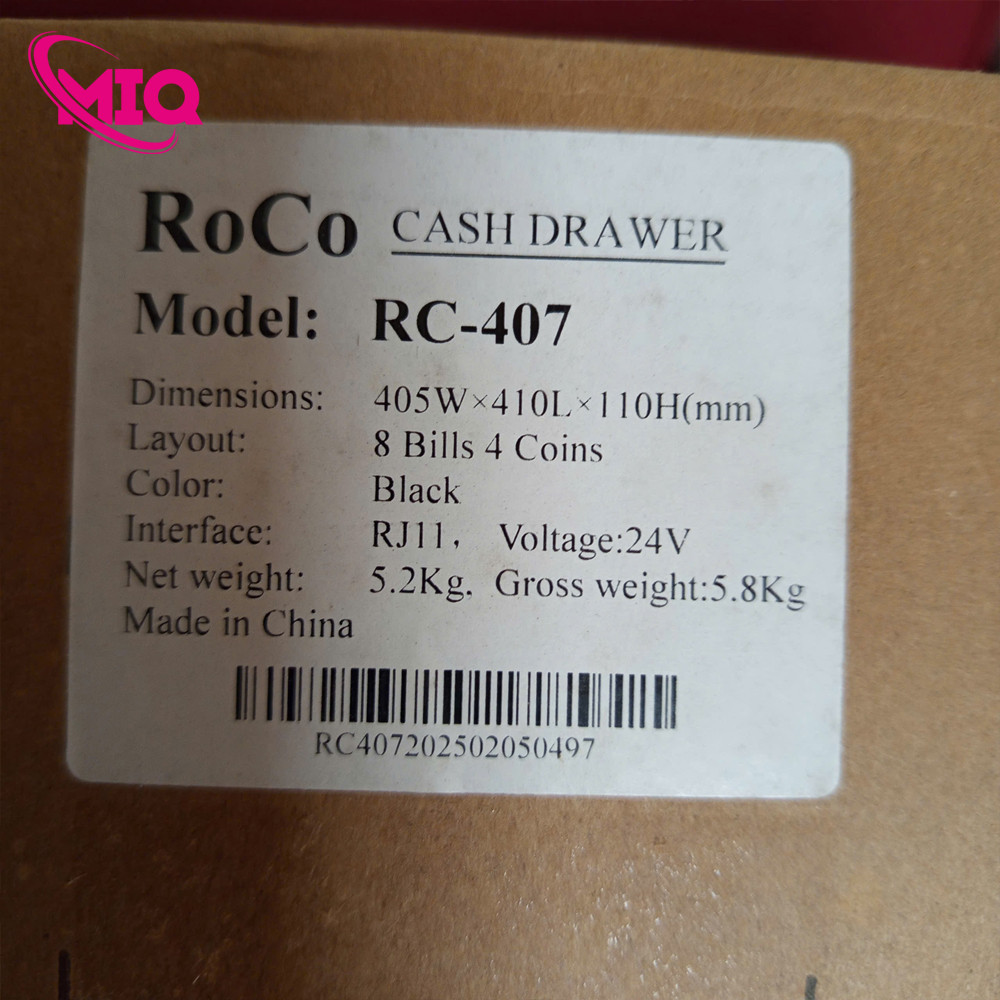 MIQ
RoCo CASH DRAWER
Model: RC-407
Dimensions: 405W×410L×110H(mm)
Layout: 8 Bills 4 Coins
Color: Black
Interface: RJ11, Voltage:24V
Net weight: 5.2Kg, Gross weight:5.8Kg
Made in China
RC407202502050497